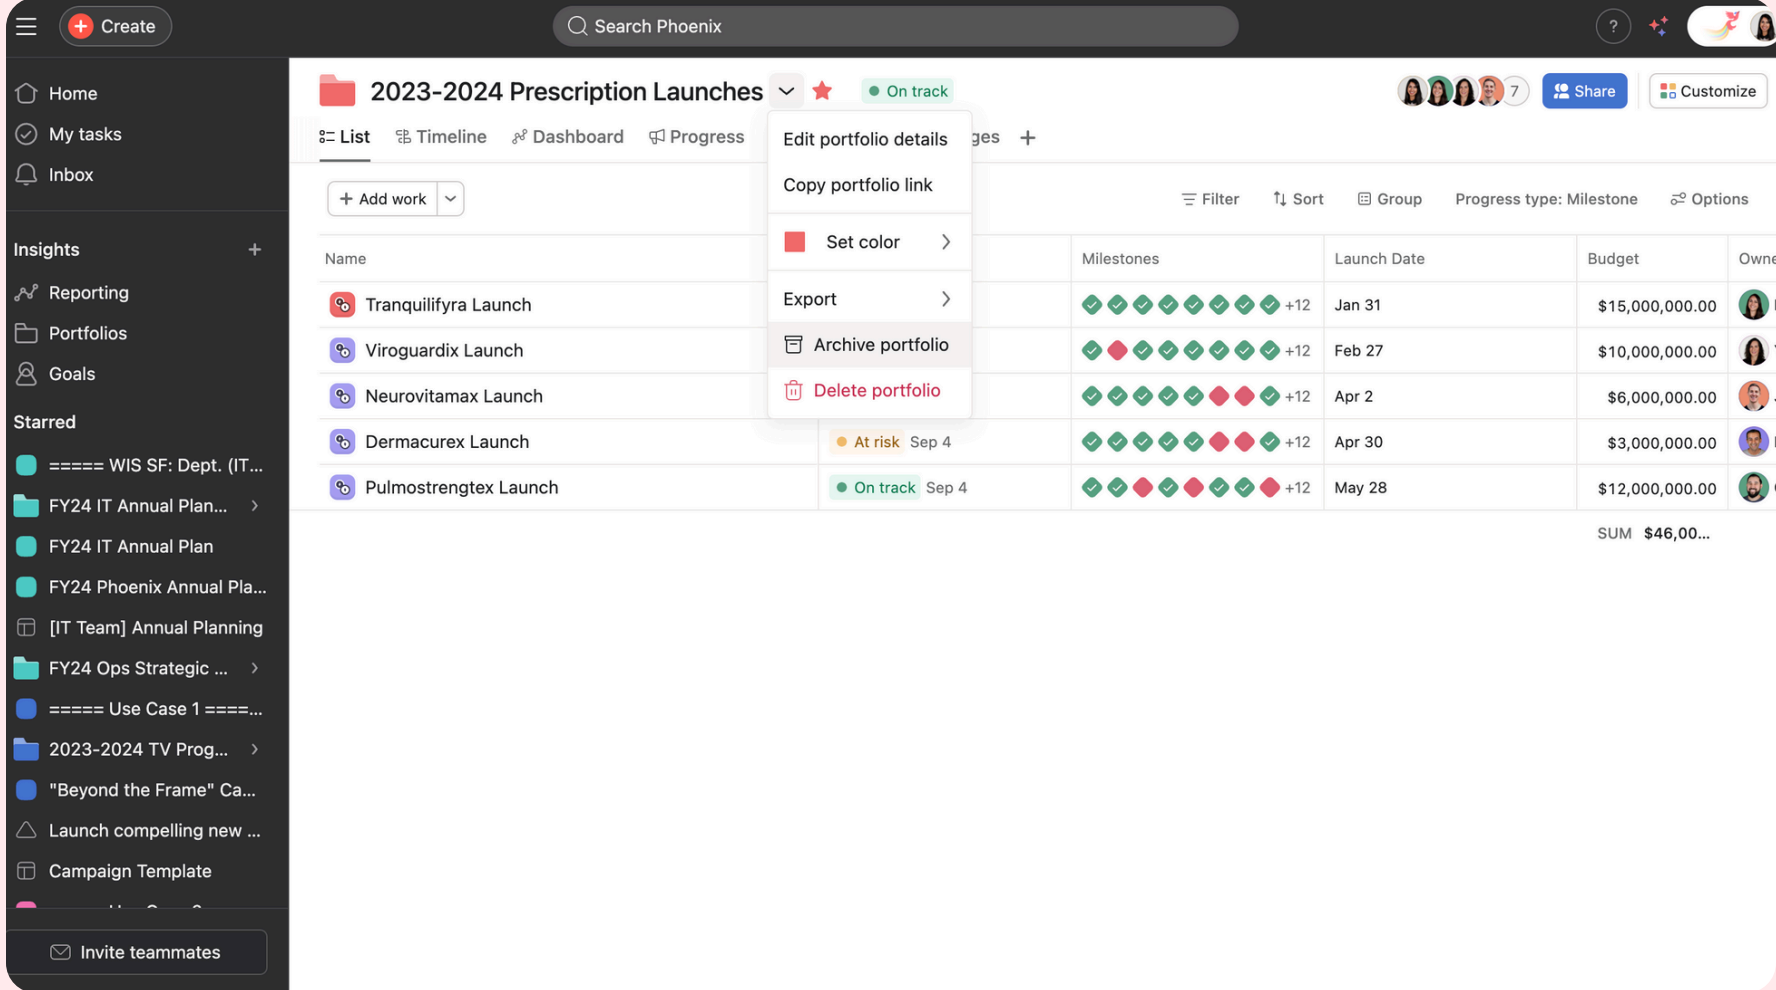 Create
Search Phoenix
?
Home
My tasks
Inbox
Insights
Reporting
Portfolios
Goals
Starred
===== WIS SF: Dept. (IT...
FY24 IT Annual Plan...
FY24 IT Annual Plan
FY24 Phoenix Annual Pla...
[IT Team] Annual Planning
FY24 Ops Strategic ...
===== Use Case 1 ====...
2023-2024 TV Prog...
"Beyond the Frame" Ca...
Launch compelling new ...
Campaign Template
Invite teammates
2023-2024 Prescription Launches
On track
7
Share
Customize
List Timeline Dashboard Progress ges +
Edit portfolio details
Copy portfolio link
Set color
Export
Archive portfolio
Delete portfolio
+ Add work
Filter Sort Group Progress type: Milestone Options
Name Milestones Launch Date Budget Owne
Tranquilifyra Launch +12 Jan 31 $15,000,000.00
Viroguardix Launch +12 Feb 27 $10,000,000.00
Neurovitamax Launch +12 Apr 2 $6,000,000.00
Dermacurex Launch At risk Sep 4 +12 Apr 30 $3,000,000.00
Pulmostrengtex Launch On track Sep 4 +12 May 28 $12,000,000.00
SUM $46,00...